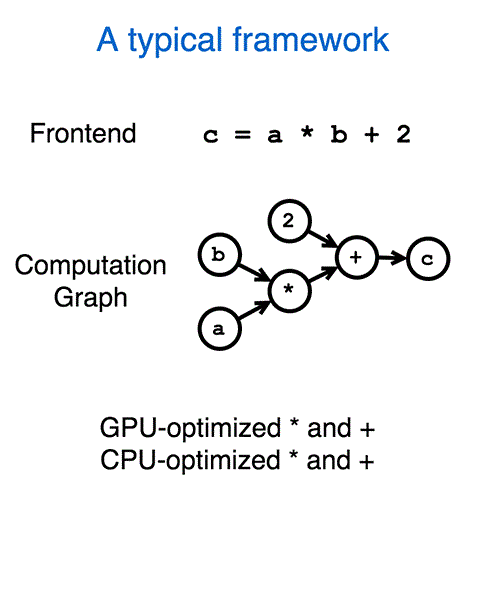 A typical framework
Frontend
c = a * b + 2
Computation
Graph
2
b
+
c
*
a
GPU-optimized * and +
CPU-optimized * and +